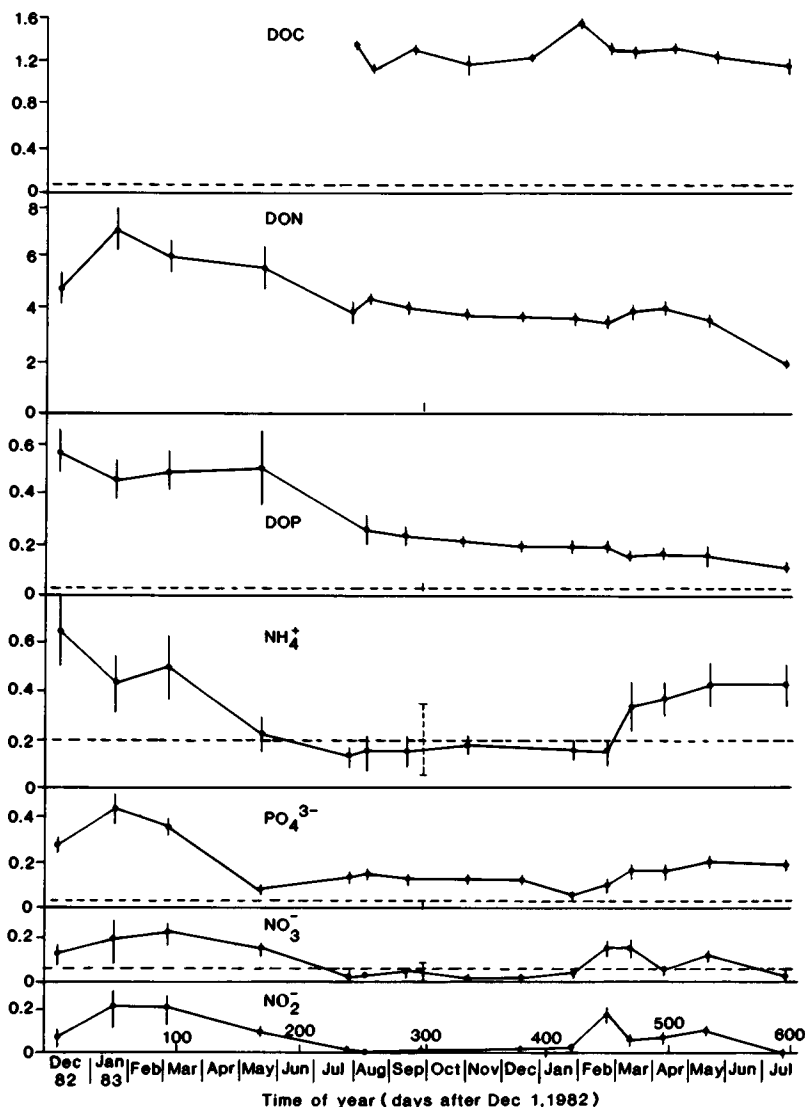 1.6
DOC
1.2
0.8
0.4
0
8
DON
6
4
2
0
0.6
0.4
DOP
0.2
0
NH4+
0.6
0.4
0.2
0
PO4 3-
0.4
0.2
0
NO3-
0.2
0
NO2-
0.2
0
100 200 300 400 500 600
Dec 82 | Jan 83 | Feb | Mar | Apr | May | Jun | Jul | Aug | Sep | Oct | Nov | Dec | Jan | Feb | Mar | Apr | May | Jun | Jul
Time of year (days after Dec 1,1982)